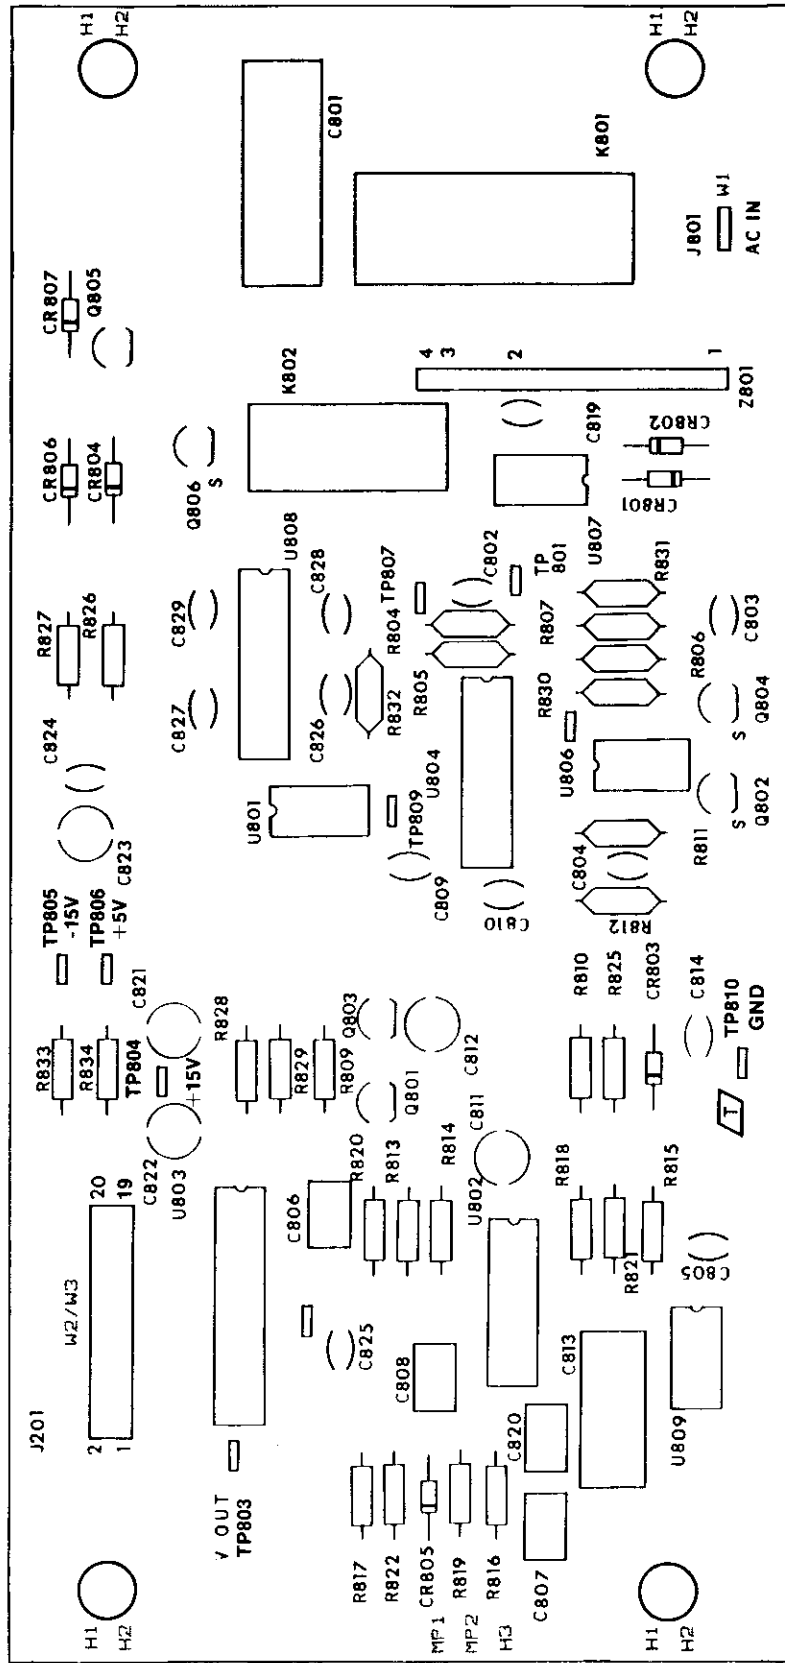 H1
H2
H1
H2
C801
K801
J801
W1
AC IN
CR807
Q805
K802
4
3
2
1
Z801
CR806
CR804
Q806
S
C819
CR802
CR801
U808
C828
TP807
C802
TP
801
U807
R831
R827
R826
C829
C827
C826
R832
R804
R805
R807
R830
R806
C803
C824
C823
U801
TP809
U804
U806
S
Q804
S
Q802
R811
C809
C810
C804
R812
TP805
-15V
TP806
+5V
C821
R833
R834
TP804
+15V
R828
R829
R809
Q803
Q801
C812
C811
R810
R825
CR803
C814
TP810
GND
T
20
19
C822
U803
W2/W3
J201
2
1
C806
R820
R813
R814
U802
R818
R821
R815
C805
C825
C808
C820
C813
U809
V OUT
TP803
R817
R822
CR805
R819
R816
C807
MP1
MP2
H3
H1
H2
H1
H2